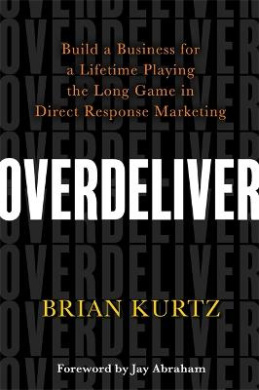 Build a Business for
a Lifetime Playing
the Long Game in
Direct Response Marketing
OVERDELIVER
BRIAN KURTZ
Foreword by Jay Abraham